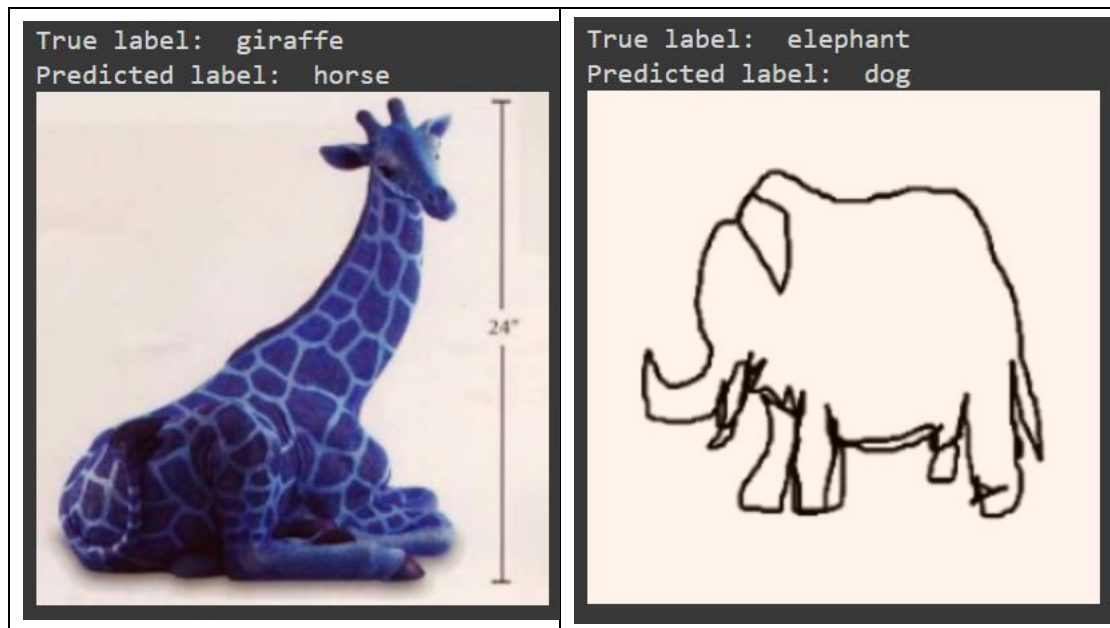 True label:  giraffe
Predicted label:  horse
24"
True label:  elephant
Predicted label:  dog